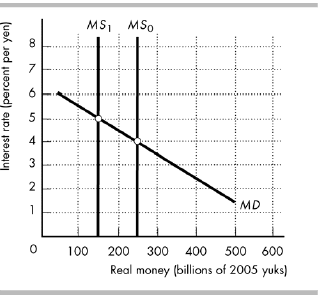 MS1 MS0
Interest rate (percent per yen)
8
7
6
5
4
3
2
1
0
MD
100 200 300 400 500 600
Real money (billions of 2005 yuks)